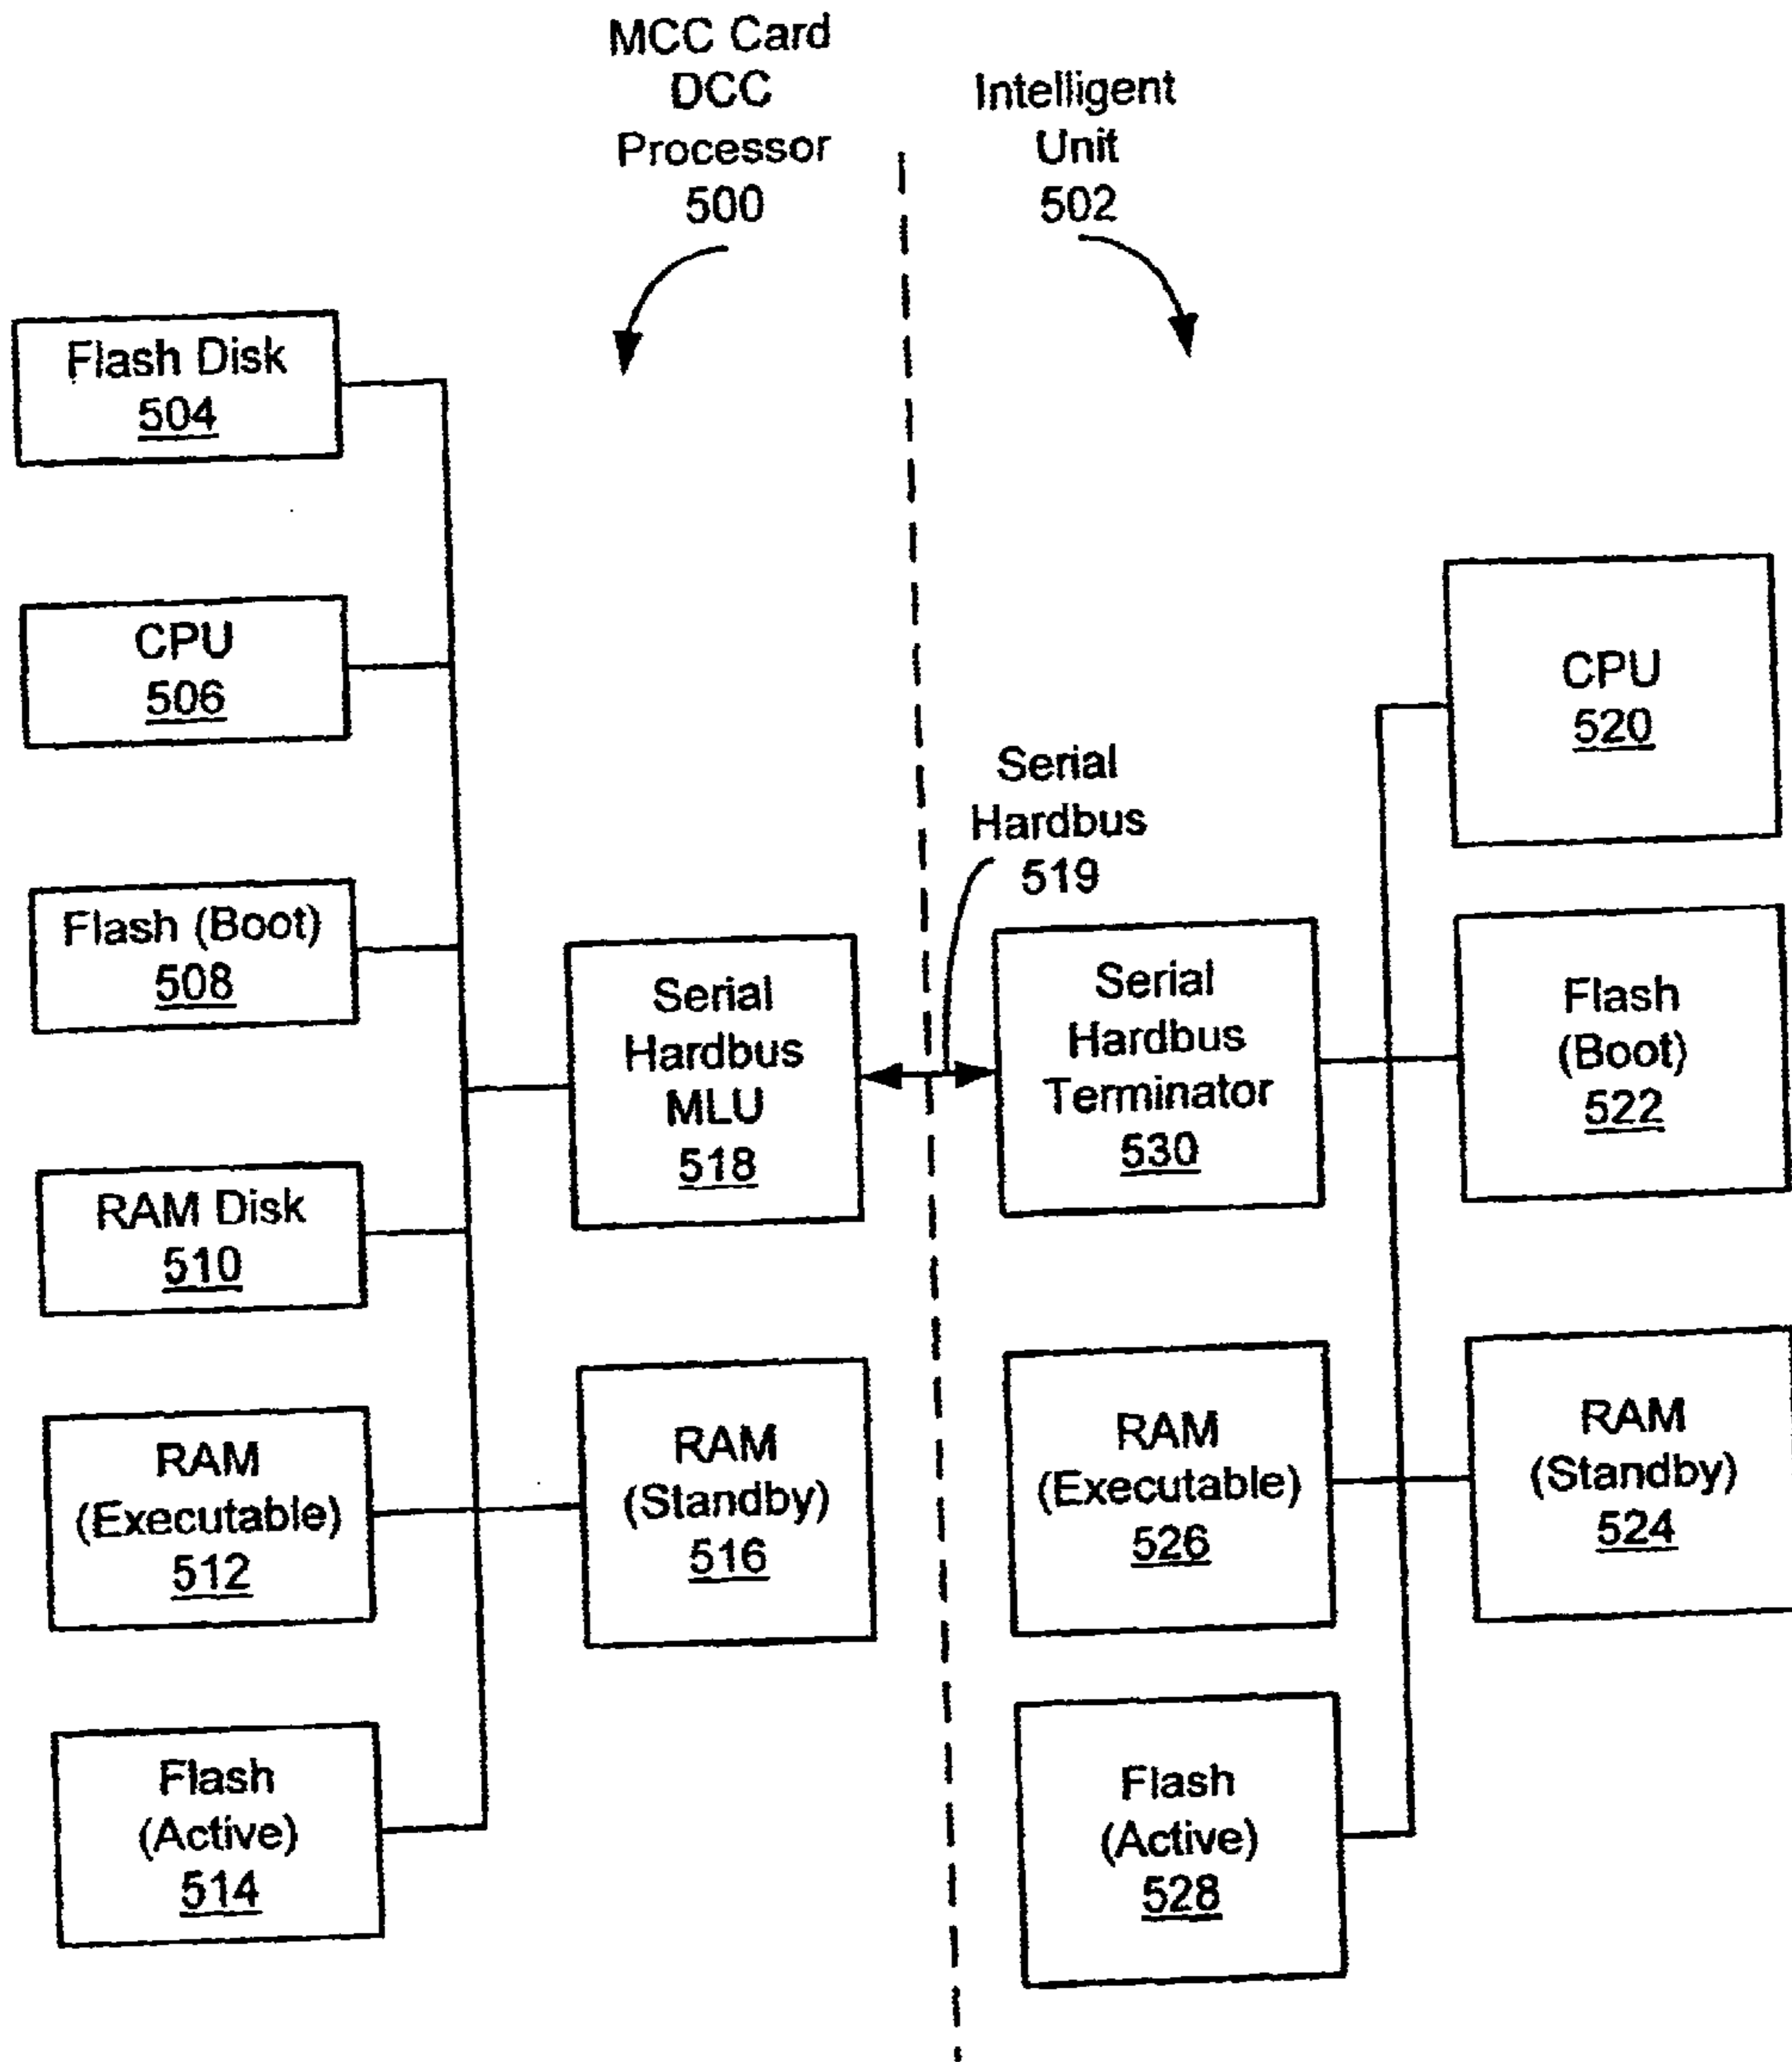 MCC Card
DCC
Processor
500
Intelligent
Unit
502
Flash Disk
504
CPU
506
Flash (Boot)
508
RAM Disk
510
RAM
(Executable)
512
Flash
(Active)
514
Serial
Hardbus
MLU
518
RAM
(Standby)
516
Serial
Hardbus
519
Serial
Hardbus
Terminator
530
RAM
(Executable)
526
Flash
(Active)
528
CPU
520
Flash
(Boot)
522
RAM
(Standby)
524